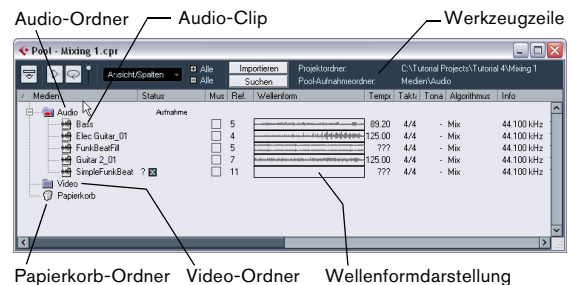 Audio-Ordner Audio-Clip Werkzeugzeile
Pool - Mixing 1.cpr
Ansicht/Spalten Alle Importieren Projektordner: C:\Tutorial Projects\Tutorial 4\Mixing 1
Alle Suchen Pool-Aufnahmeordner: Medien\Audio
Medien Status Mus Ref. Wellenform Tempo Takta Tona Algorithmus Info
Audio Aufnahme
Bass 5 89.20 4/4 - Mix 44.100 kHz
Elec Guitar_01 4 125.00 4/4 - Mix 44.100 kHz
FunkBeatFill 5 ??? 4/4 - Mix 44.100 kHz
Guitar 2_01 7 125.00 4/4 - Mix 44.100 kHz
SimpleFunkBeat ? X 11 ??? 4/4 - Mix 44.100 kHz
Video
Papierkorb
Papierkorb-Ordner Video-Ordner Wellenformdarstellung